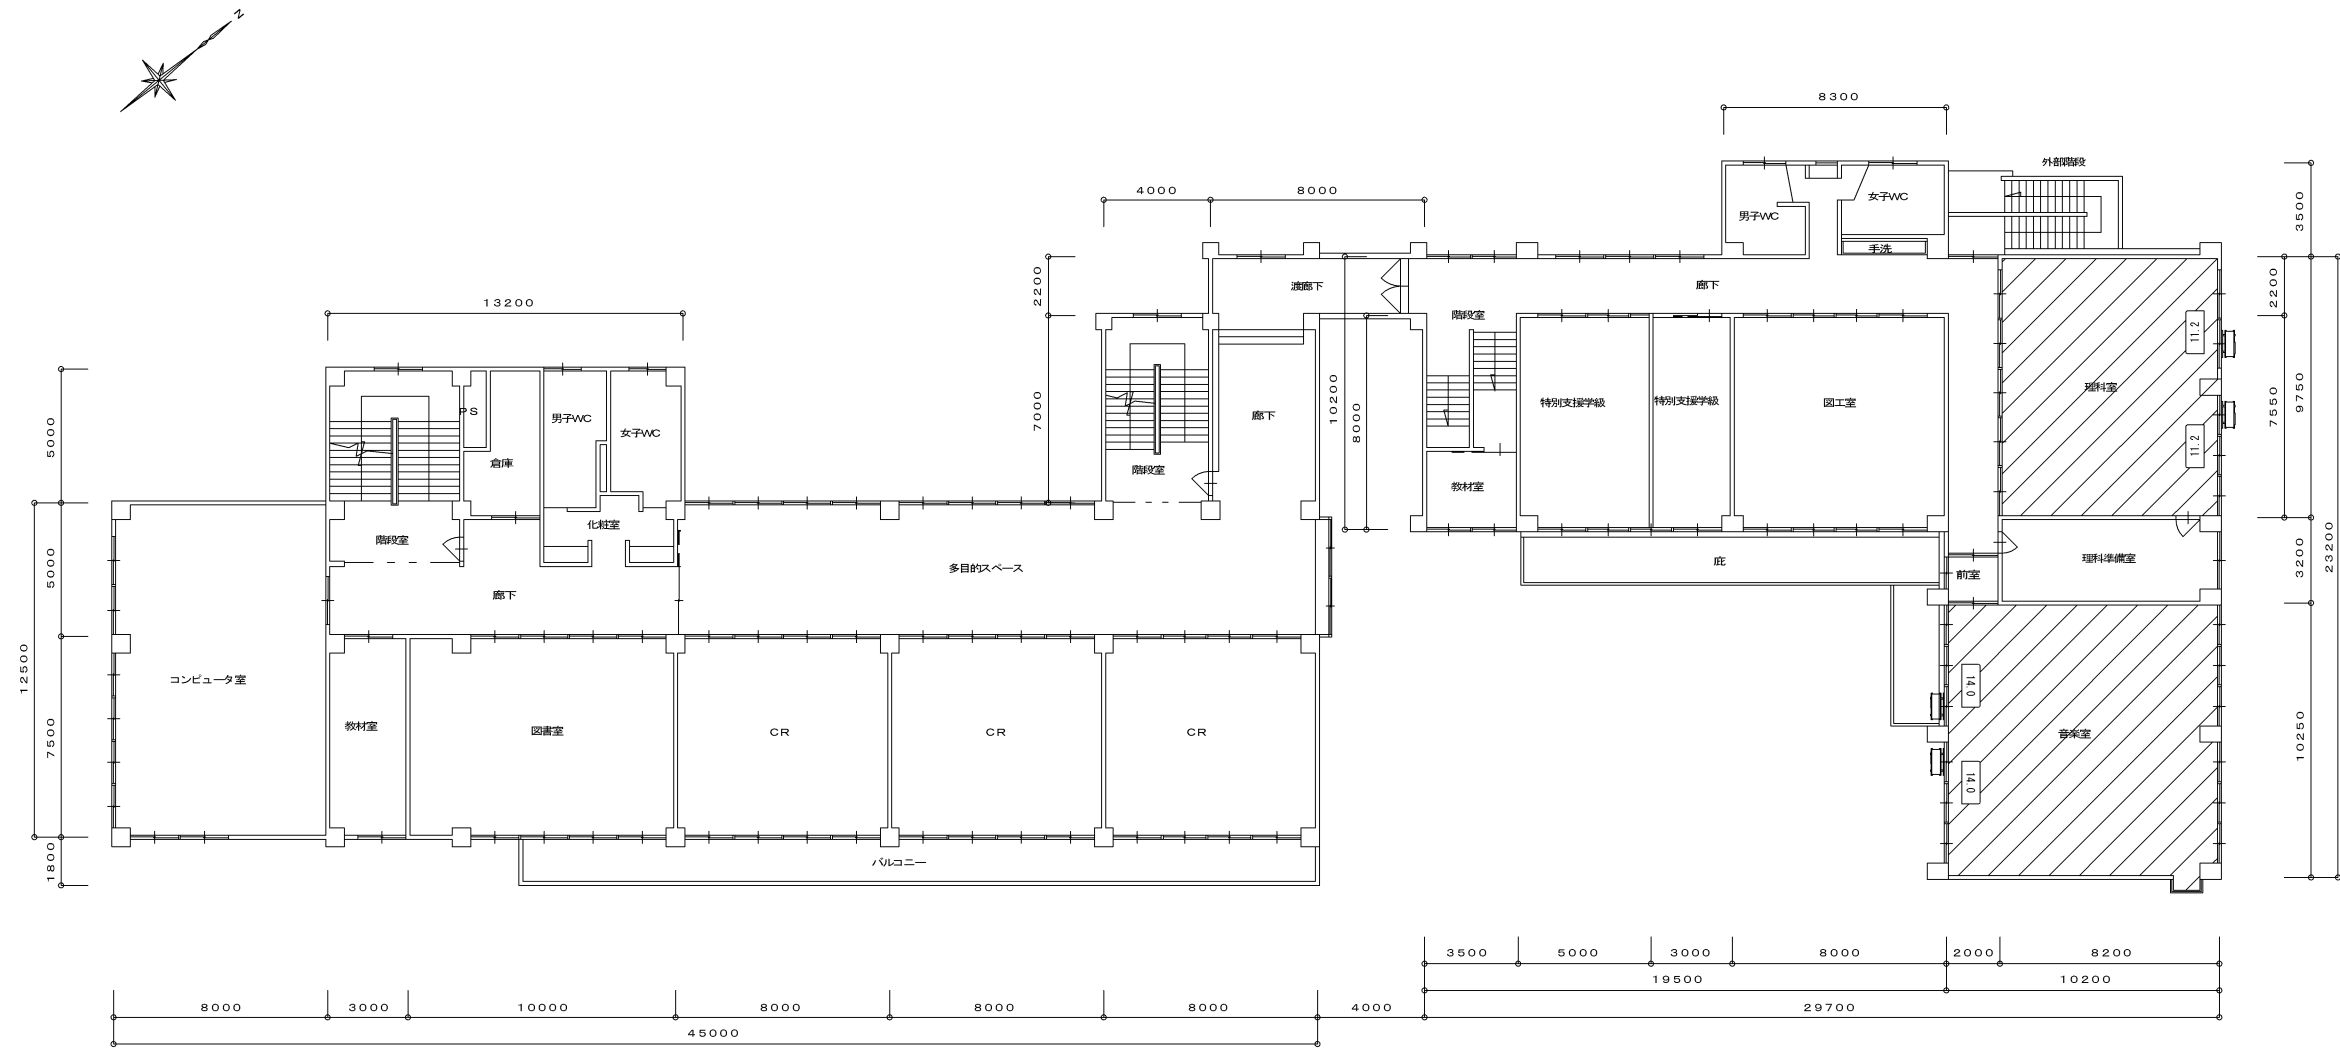 N
8300
外部階段
4000
8000
女子WC
男子WC
3500
手洗
2200
渡廊下
廊下
2200
13200
階段室
11.2
理科室
9750
7550
5000
PS
男子WC
女子WC
倉庫
7000
廊下
10200
8000
特別支援学級
特別支援学級
図工室
11.2
階段室
教材室
化粧室
階段室
5000
多目的スペース
廊下
庇
前室
理科準備室
3200
23200
12500
コンピュータ室
7500
教材室
図書室
CR
CR
CR
14.0
音楽室
14.0
10250
1800
バルコニー
3500
5000
3000
8000
2000
8200
19500
10200
8000
3000
10000
8000
8000
8000
4000
29700
45000